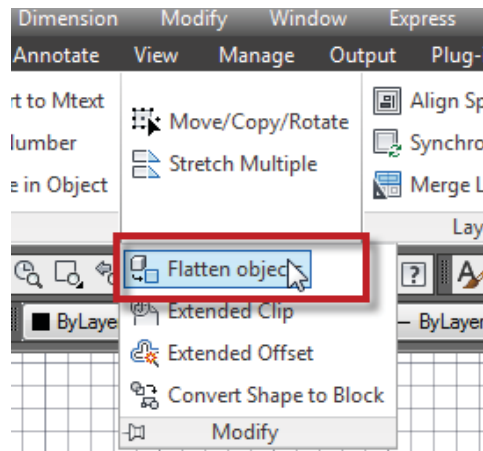 Dimension Modify Window Express
Annotate View Manage Output Plug-
rt to Mtext
Move/Copy/Rotate
Align Sp
Number
Stretch Multiple
Synchro
e in Object
Merge L
Lay
Flatten objec
?
A
ByLaye
Extended Clip
ByLayer
Extended Offset
Convert Shape to Block
Modify